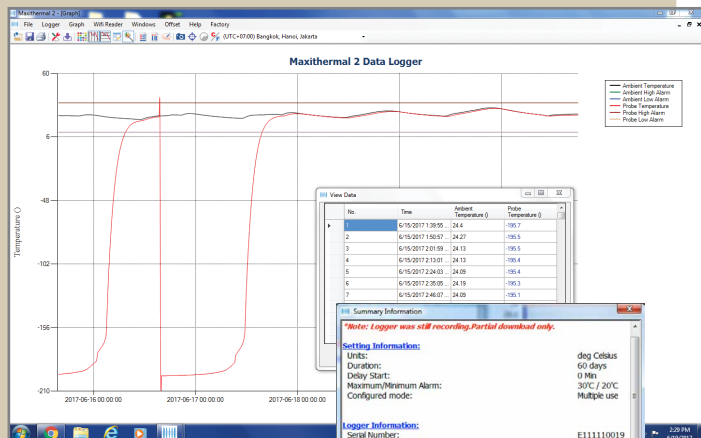 Maxithermal 2 - [Graph]
File Logger Graph Wifi Reader Windows Offset Help Factory
(UTC+07:00) Bangkok, Hanoi, Jakarta
Maxithermal 2 Data Logger
Ambient Temperature
Ambient High Alarm
Ambient Low Alarm
Probe Temperature
Probe High Alarm
Probe Low Alarm
Temperature ()
60
6
-48
-102
-156
-210
2017-06-16 00:00:00 2017-06-17 00:00:00 2017-06-18 00:00:00
View Data
No. Time Ambient Temperature () Probe Temperature ()
1 6/15/2017 1:39:55 ... 24.4 -195.7
2 6/15/2017 1:50:57 ... 24.27 -195.5
3 6/15/2017 2:01:59 ... 24.13 -195.5
4 6/15/2017 2:13:01 ... 24.13 -195.4
5 6/15/2017 2:24:03 ... 24.09 -195.4
6 6/15/2017 2:35:05 ... 24.19 -195.3
7 6/15/2017 2:46:07 ... 24.09 -195.1
Summary Information
*Note: Logger was still recording.Partial download only.
Setting Information:
Units: deg Celsius
Duration: 60 days
Delay Start: 0 Min
Maximum/Minimum Alarm: 30°C / 20°C
Configured mode: Multiple use
Logger Information:
Serial Number: E111110019
2:29 PM